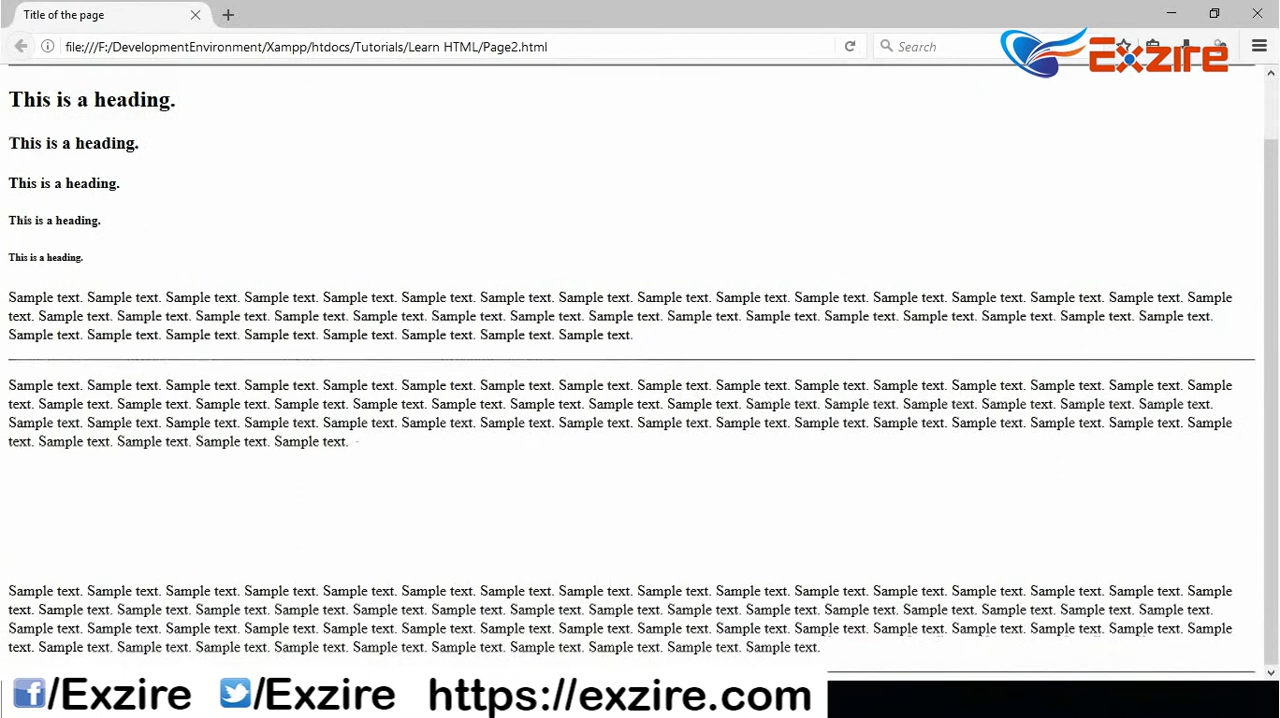 Title of the page
file:///F:/DevelopmentEnvironment/Xampp/htdocs/Tutorials/Learn HTML/Page2.html
Search
Exzire
This is a heading.
This is a heading.
This is a heading.
This is a heading.
This is a heading.
Sample text. Sample text. Sample text. Sample text. Sample text. Sample text. Sample text. Sample text. Sample text. Sample text. Sample text. Sample text. Sample text. Sample text. Sample text. Sample
text. Sample text. Sample text. Sample text. Sample text. Sample text. Sample text. Sample text. Sample text. Sample text. Sample text. Sample text. Sample text. Sample text. Sample text. Sample text.
Sample text. Sample text. Sample text. Sample text. Sample text. Sample text. Sample text. Sample text.
Sample text. Sample text. Sample text. Sample text. Sample text. Sample text. Sample text. Sample text. Sample text. Sample text. Sample text. Sample text. Sample text. Sample text. Sample text. Sample
text. Sample text. Sample text. Sample text. Sample text. Sample text. Sample text. Sample text. Sample text. Sample text. Sample text. Sample text. Sample text. Sample text. Sample text. Sample text.
Sample text. Sample text. Sample text. Sample text. Sample text. Sample text. Sample text. Sample text. Sample text. Sample text. Sample text. Sample text. Sample text. Sample text. Sample text. Sample
text. Sample text. Sample text. Sample text. Sample text.
Sample text. Sample text. Sample text. Sample text. Sample text. Sample text. Sample text. Sample text. Sample text. Sample text. Sample text. Sample text. Sample text. Sample text. Sample text. Sample
text. Sample text. Sample text. Sample text. Sample text. Sample text. Sample text. Sample text. Sample text. Sample text. Sample text. Sample text. Sample text. Sample text. Sample text. Sample text.
Sample text. Sample text. Sample text. Sample text. Sample text. Sample text. Sample text. Sample text. Sample text. Sample text. Sample text. Sample text. Sample text. Sample text. Sample text. Sample
text. Sample text. Sample text. Sample text. Sample text. Sample text. Sample text. Sample text. Sample text. Sample text. Sample text.
/Exzire /Exzire https://exzire.com